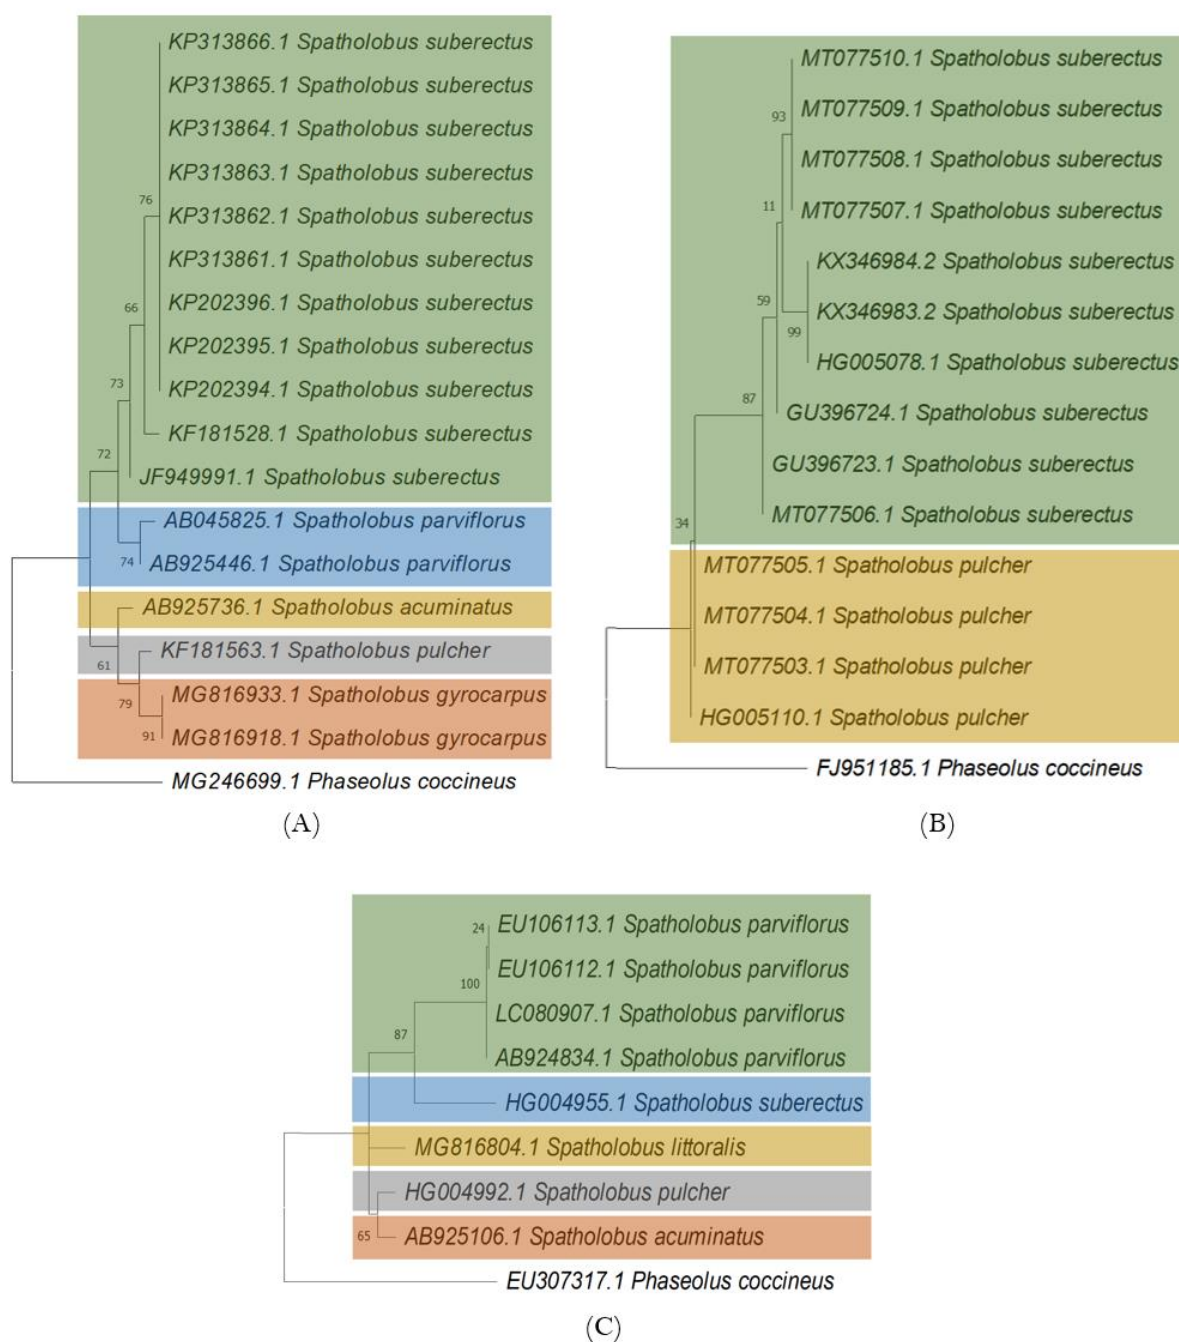 KP313866.1 Spatholobus suberectus
KP313865.1 Spatholobus suberectus
KP313864.1 Spatholobus suberectus
KP313863.1 Spatholobus suberectus
76
KP313862.1 Spatholobus suberectus
KP313861.1 Spatholobus suberectus
66
KP202396.1 Spatholobus suberectus
KP202395.1 Spatholobus suberectus
73
KP202394.1 Spatholobus suberectus
KF181528.1 Spatholobus suberectus
72
JF949991.1 Spatholobus suberectus
AB045825.1 Spatholobus parviflorus
74
AB925446.1 Spatholobus parviflorus
AB925736.1 Spatholobus acuminatus
KF181563.1 Spatholobus pulcher
61
79
MG816933.1 Spatholobus gyrocarpus
91
MG816918.1 Spatholobus gyrocarpus
MG246699.1 Phaseolus coccineus
(A)
MT077510.1 Spatholobus suberectus
93
MT077509.1 Spatholobus suberectus
MT077508.1 Spatholobus suberectus
11
MT077507.1 Spatholobus suberectus
KX346984.2 Spatholobus suberectus
59
KX346983.2 Spatholobus suberectus
99
HG005078.1 Spatholobus suberectus
87
GU396724.1 Spatholobus suberectus
GU396723.1 Spatholobus suberectus
MT077506.1 Spatholobus suberectus
34
MT077505.1 Spatholobus pulcher
MT077504.1 Spatholobus pulcher
MT077503.1 Spatholobus pulcher
HG005110.1 Spatholobus pulcher
FJ951185.1 Phaseolus coccineus
(B)
24
EU106113.1 Spatholobus parviflorus
EU106112.1 Spatholobus parviflorus
100
LC080907.1 Spatholobus parviflorus
87
AB924834.1 Spatholobus parviflorus
HG004955.1 Spatholobus suberectus
MG816804.1 Spatholobus littoralis
HG004992.1 Spatholobus pulcher
65
AB925106.1 Spatholobus acuminatus
EU307317.1 Phaseolus coccineus
(C)